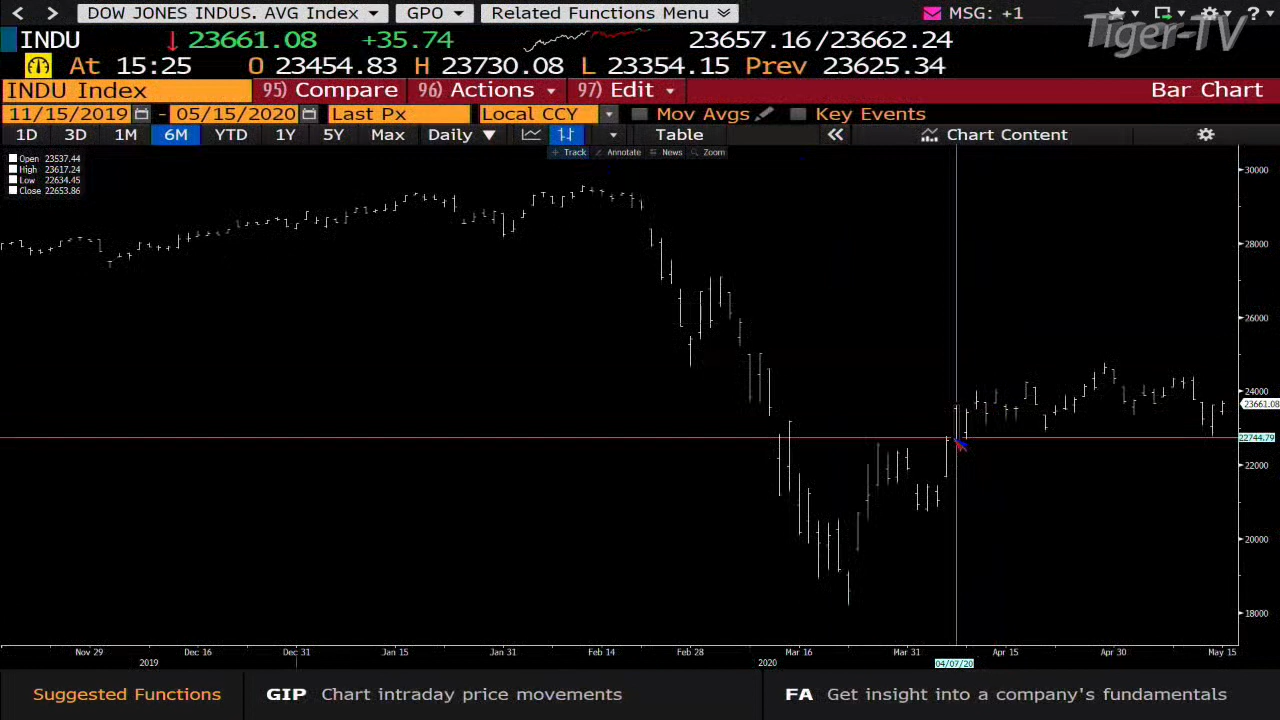 DOW JONES INDUS. AVG Index GPO Related Functions Menu MSG: +1
Tiger-TV
INDU ↓ 23661.08 +35.74 23657.16/23662.24
At 15:25 O 23454.83 H 23730.08 L 23354.15 Prev 23625.34
INDU Index 95) Compare 96) Actions 97) Edit Bar Chart
11/15/2019 - 05/15/2020 Last Px Local CCY Mov Avgs Key Events
1D 3D 1M 6M YTD 1Y 5Y Max Daily ▼ Table « Chart Content
+ Track Annotate News Zoom
Open 23537.44
High 23617.24
Low 22634.45
Close 22653.86
30000
28000
26000
24000
23661.08
22744.79
22000
20000
18000
Nov 29 Dec 16 Dec 31 Jan 15 Jan 31 Feb 14 Feb 28 Mar 16 Mar 31 Apr 15 Apr 30 May 15
2019 2020 04/07/20
Suggested Functions GIP Chart intraday price movements FA Get insight into a company's fundamentals